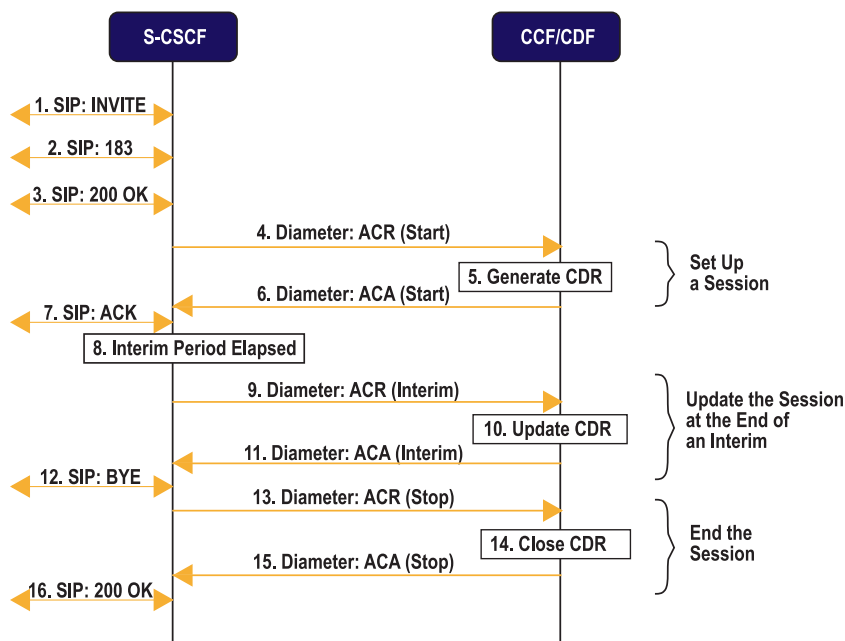 S-CSCF
CCF/CDF
1. SIP: INVITE
2. SIP: 183
3. SIP: 200 OK
4. Diameter: ACR (Start)
5. Generate CDR
6. Diameter: ACA (Start)
Set Up
a Session
7. SIP: ACK
8. Interim Period Elapsed
9. Diameter: ACR (Interim)
10. Update CDR
11. Diameter: ACA (Interim)
Update the Session
at the End of
an Interim
12. SIP: BYE
13. Diameter: ACR (Stop)
14. Close CDR
15. Diameter: ACA (Stop)
End the
Session
16. SIP: 200 OK